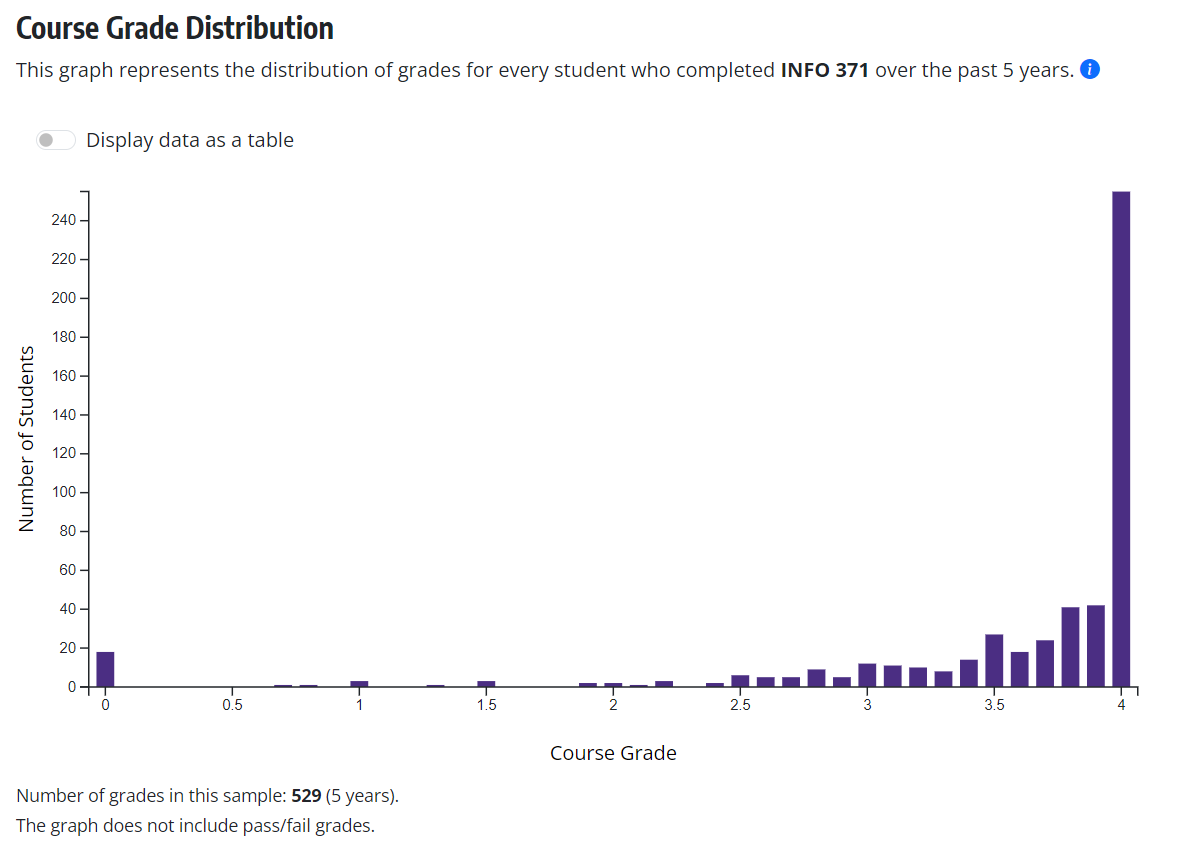 Course Grade Distribution
This graph represents the distribution of grades for every student who completed INFO 371 over the past 5 years. i
Display data as a table
240
220
200
180
160
140
120
100
80
60
40
20
0
Number of Students
0 0.5 1 1.5 2 2.5 3 3.5 4
Course Grade
Number of grades in this sample: 529 (5 years).
The graph does not include pass/fail grades.